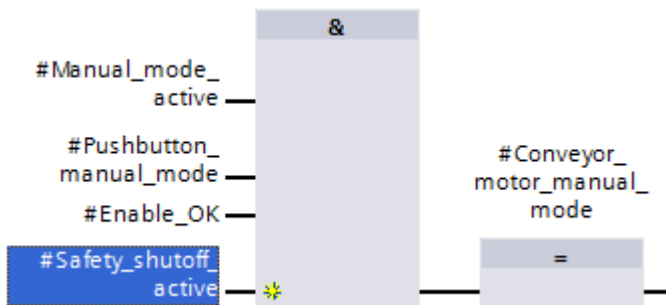 &
#Manual_mode_
active
#Pushbutton_
manual_mode
#Enable_OK
#Safety_shutoff_
active
#Conveyor_
motor_manual_
mode
=